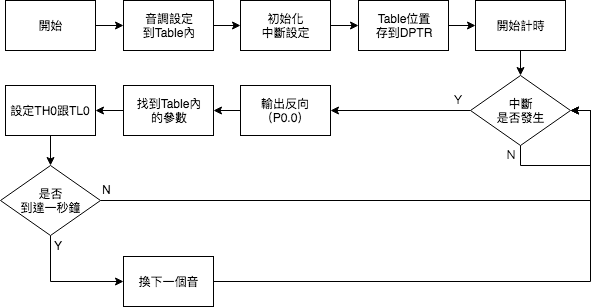 開始
音調設定
到Table內
初始化
中斷設定
Table位置
存到DPTR
開始計時
中斷
是否發生
Y
N
輸出反向
（P0.0）
找到Table內
的參數
設定TH0跟TL0
是否
到達一秒鐘
N
Y
換下一個音